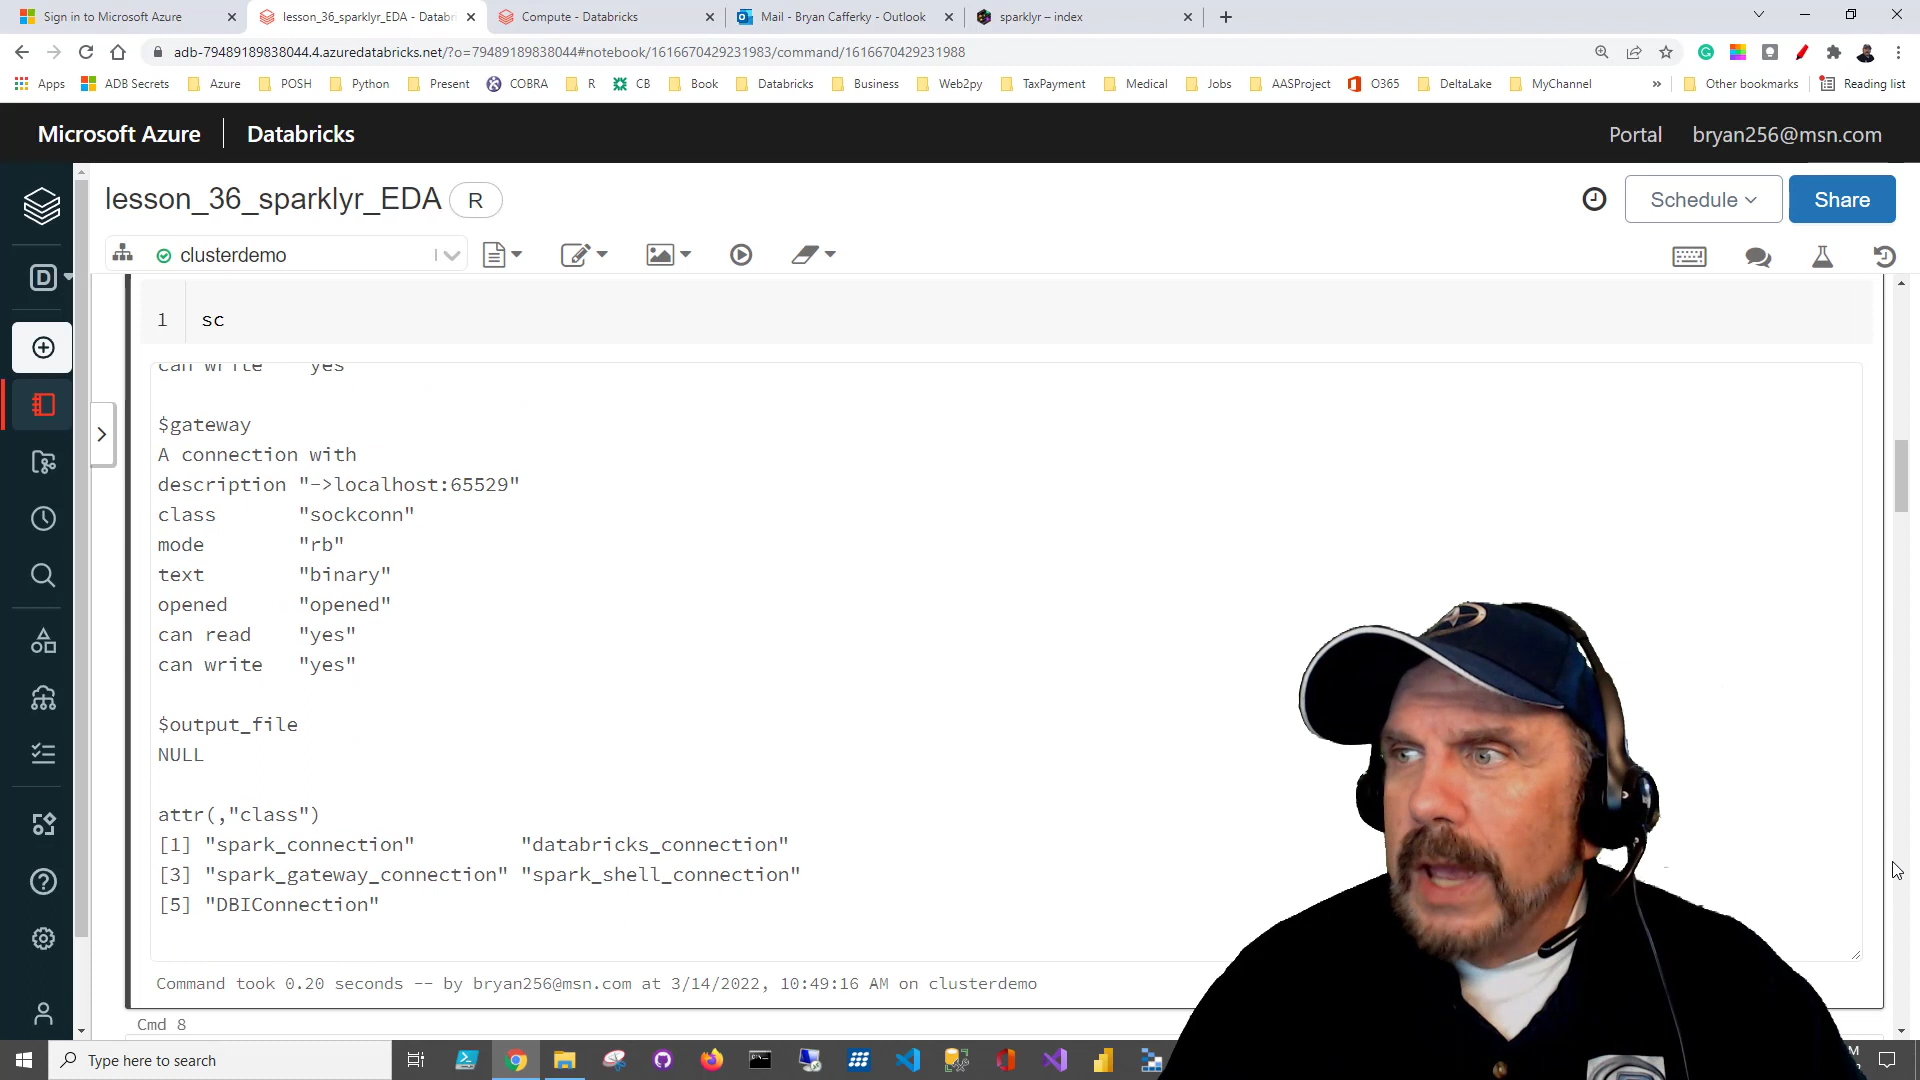 Sign in to Microsoft Azure
lesson_36_sparklyr_EDA - Databri
Compute - Databricks
Mail - Bryan Cafferky - Outlook
sparklyr – index
adb-79489189838044.4.azuredatabricks.net/?o=79489189838044#notebook/1616670429231983/command/1616670429231988
Apps ADB Secrets Azure POSH Python Present COBRA R CB Book Databricks Business Web2py TaxPayment Medical Jobs AASProject O365 DeltaLake MyChannel » Other bookmarks Reading list
Microsoft Azure Databricks Portal bryan256@msn.com
lesson_36_sparklyr_EDA R Schedule Share
D clusterdemo
1 sc
can write "yes"
$gateway
A connection with
description "->localhost:65529"
class "sockconn"
mode "rb"
text "binary"
opened "opened"
can read "yes"
can write "yes"
$output_file
NULL
attr(,"class")
[1] "spark_connection" "databricks_connection"
[3] "spark_gateway_connection" "spark_shell_connection"
[5] "DBIConnection"
Command took 0.20 seconds -- by bryan256@msn.com at 3/14/2022, 10:49:16 AM on clusterdemo
Cmd 8
Type here to search